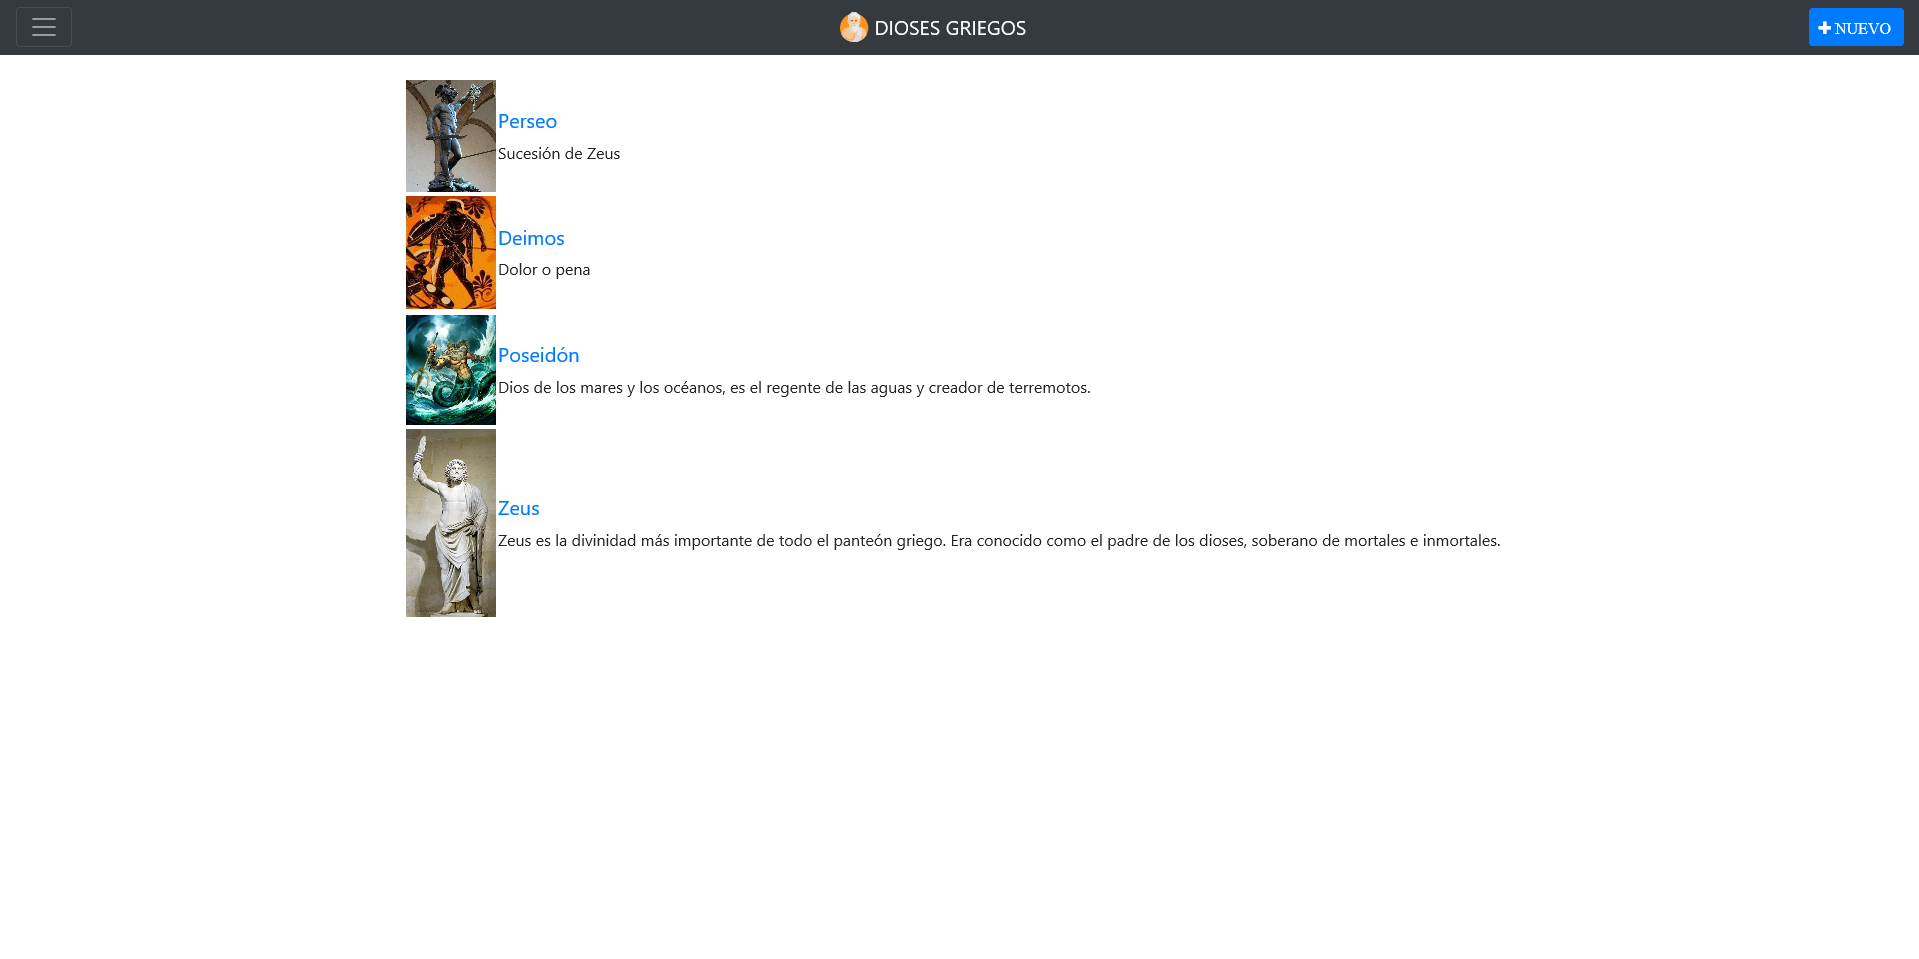 DIOSES GRIEGOS
NUEVO
Perseo
Sucesión de Zeus
Deimos
Dolor o pena
Poseidón
Dios de los mares y los océanos, es el regente de las aguas y creador de terremotos.
Zeus
Zeus es la divinidad más importante de todo el panteón griego. Era conocido como el padre de los dioses, soberano de mortales e inmortales.